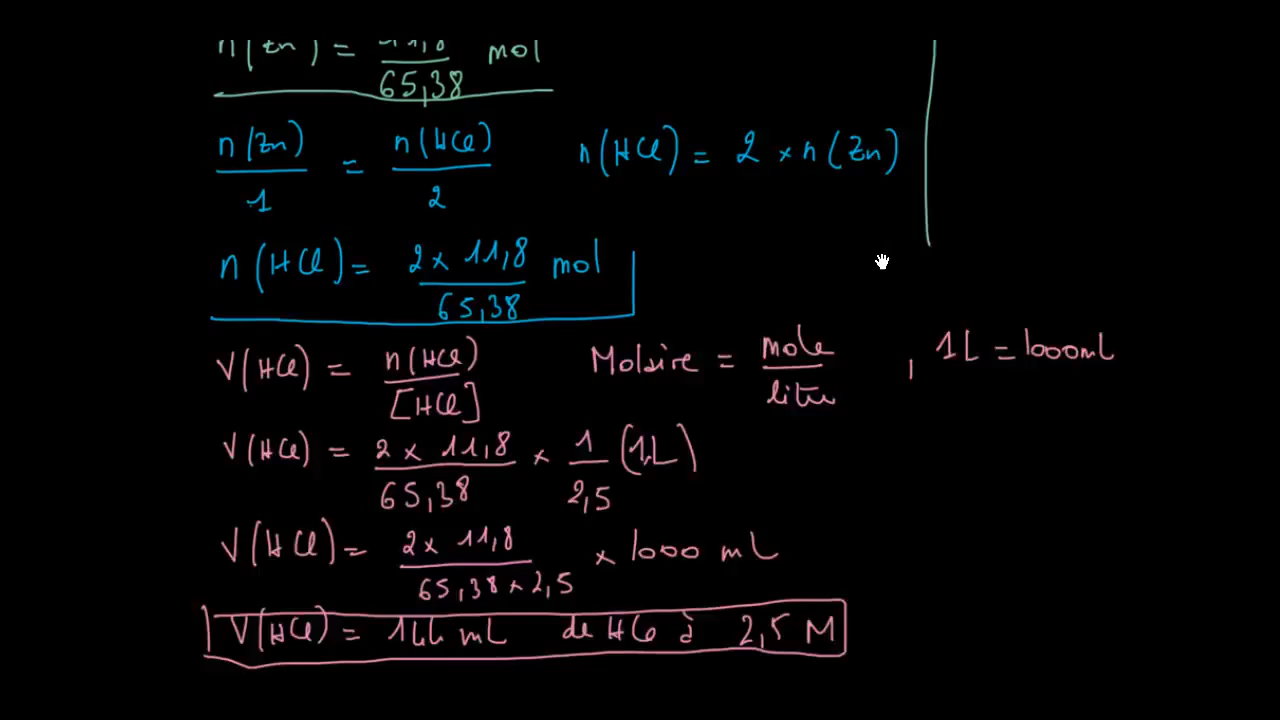 n(Zn) = 11,8 / 65,38 mol
n(Zn) / 1 = n(HCl) / 2 n(HCl) = 2 × n(Zn)
n(HCl) = 2 × 11,8 / 65,38 mol
V(HCl) = n(HCl) / [HCl] Molaire = mole / litre , 1L = 1000mL
V(HCl) = 2 × 11,8 / 65,38 × 1 / 2,5 (1L)
V(HCl) = 2 × 11,8 / 65,38 × 2,5 × 1000 mL
V(HCl) = 144 mL de HCl à 2,5 M